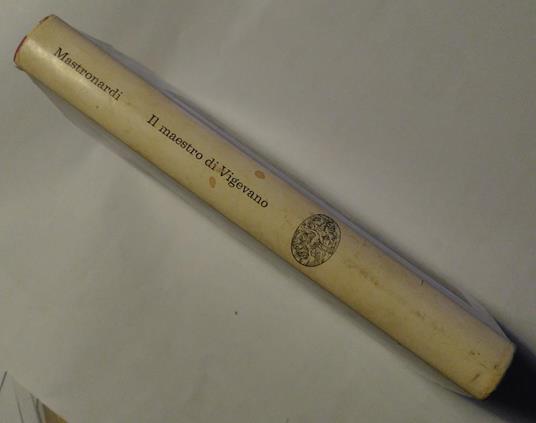 Mastronardi
Il maestro di Vigevano